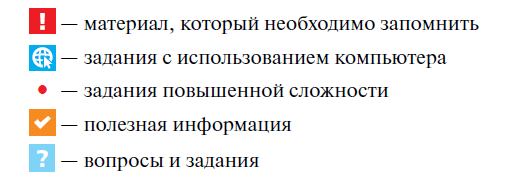 ! — материал, который необходимо запомнить
— задания с использованием компьютера
• — задания повышенной сложности
— полезная информация
? — вопросы и задания